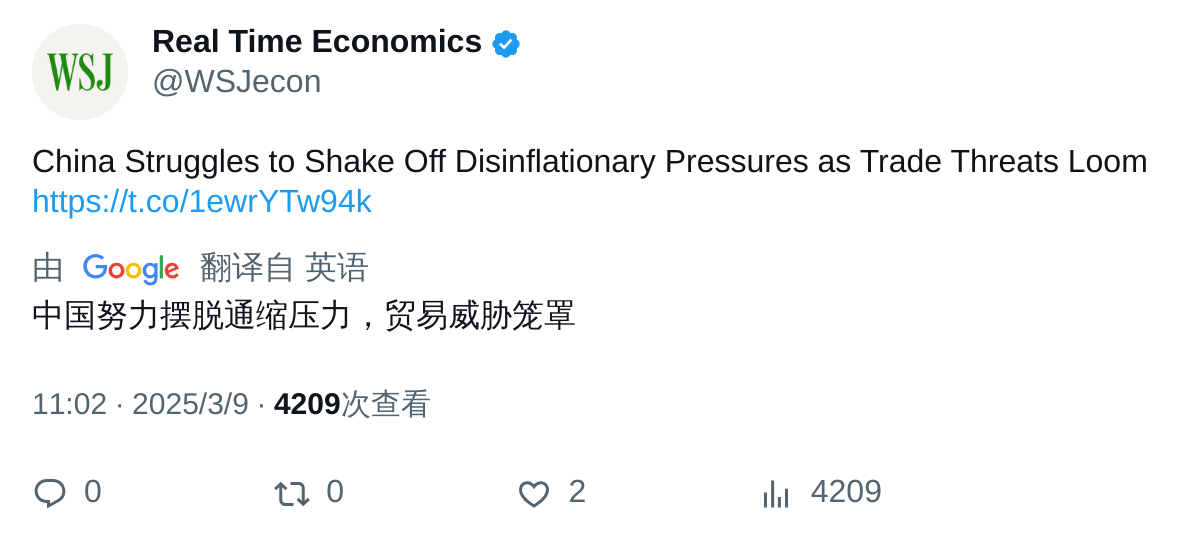 WSJ
Real Time Economics
@WSJecon
China Struggles to Shake Off Disinflationary Pressures as Trade Threats Loom
https://t.co/1ewrYTw94k
由 Google 翻译自 英语
中国努力摆脱通缩压力，贸易威胁笼罩
11:02 · 2025/3/9 · 4209次查看
0 0 2 4209